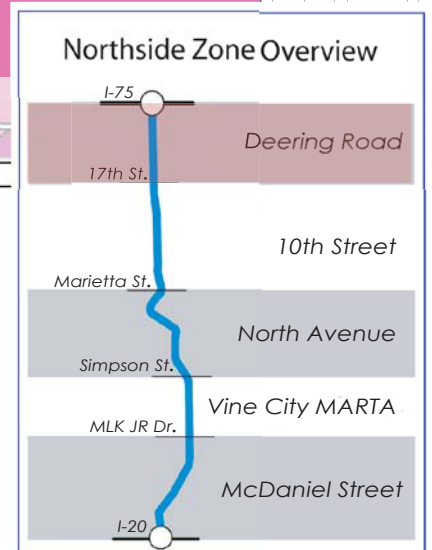 Northside Zone Overview
I-75
Deering Road
17th St.
10th Street
Marietta St.
North Avenue
Simpson St.
Vine City MARTA
MLK JR Dr.
McDaniel Street
I-20